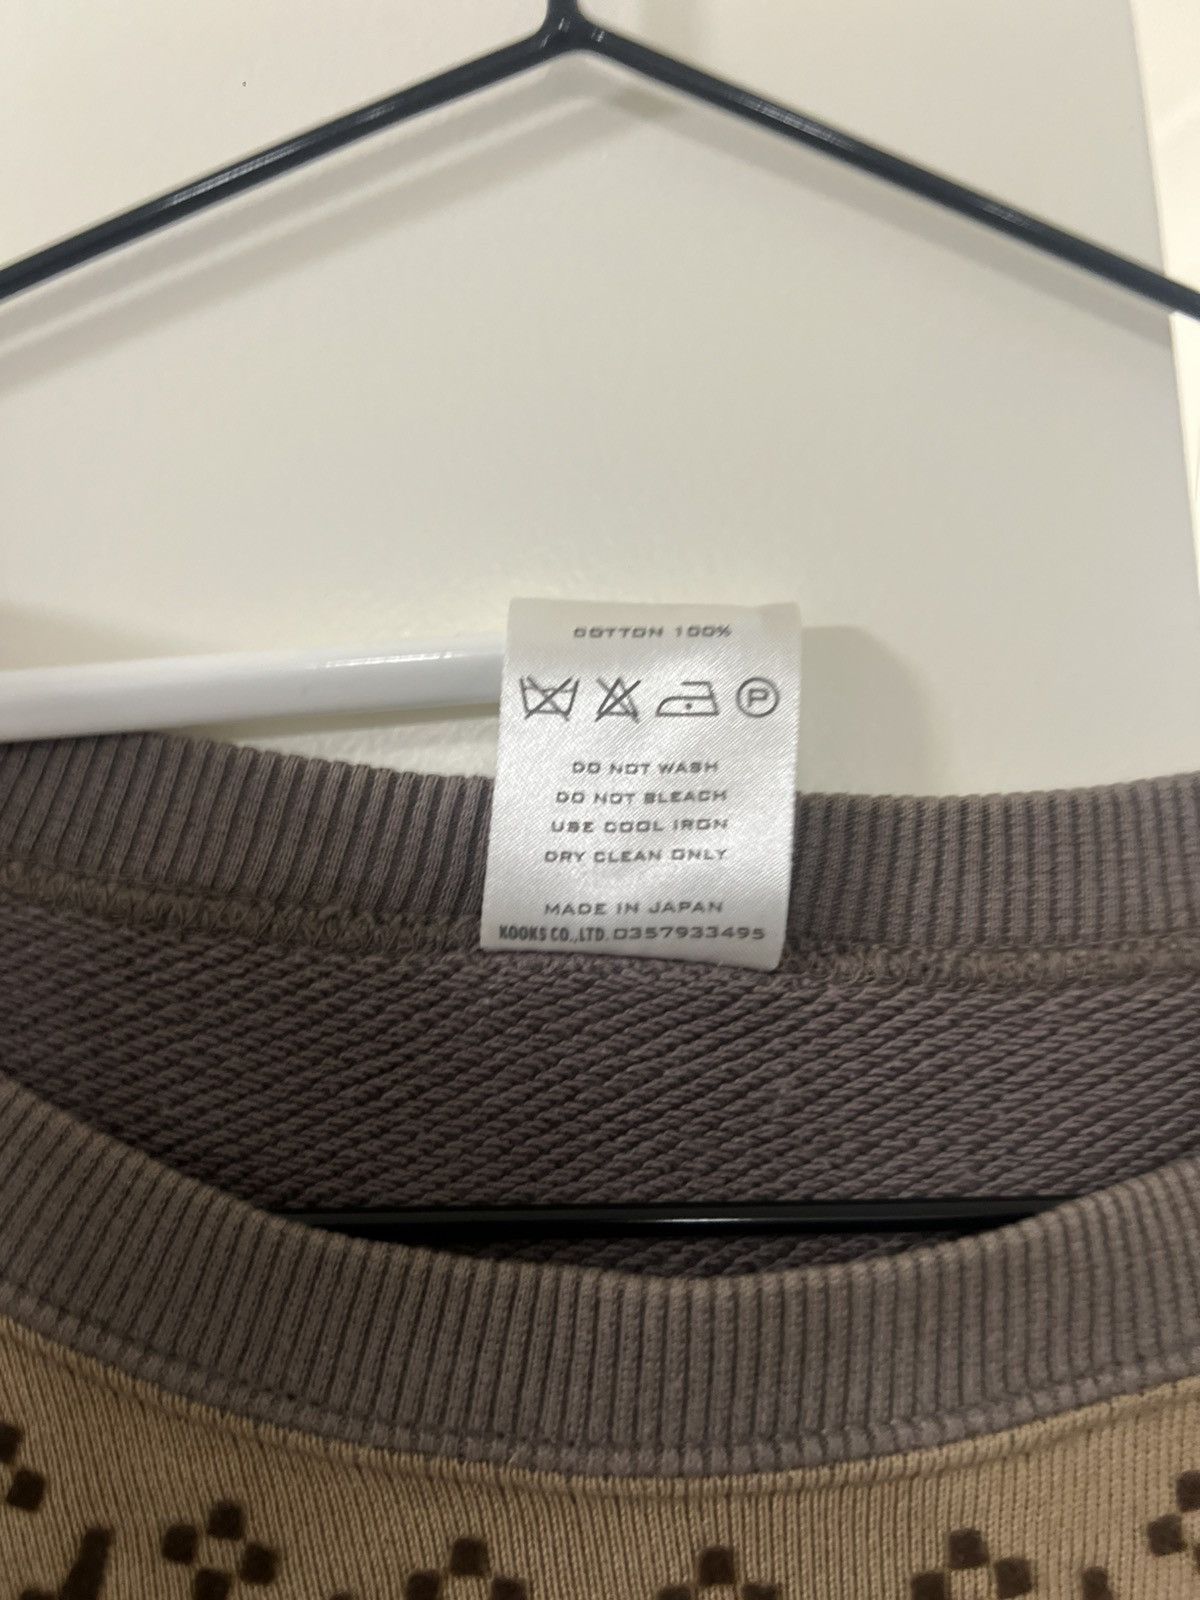 COTTON 100%
P
DO NOT WASH
DO NOT BLEACH
USE COOL IRON
DRY CLEAN ONLY
MADE IN JAPAN
KOOKS CO.,LTD. 0357933495